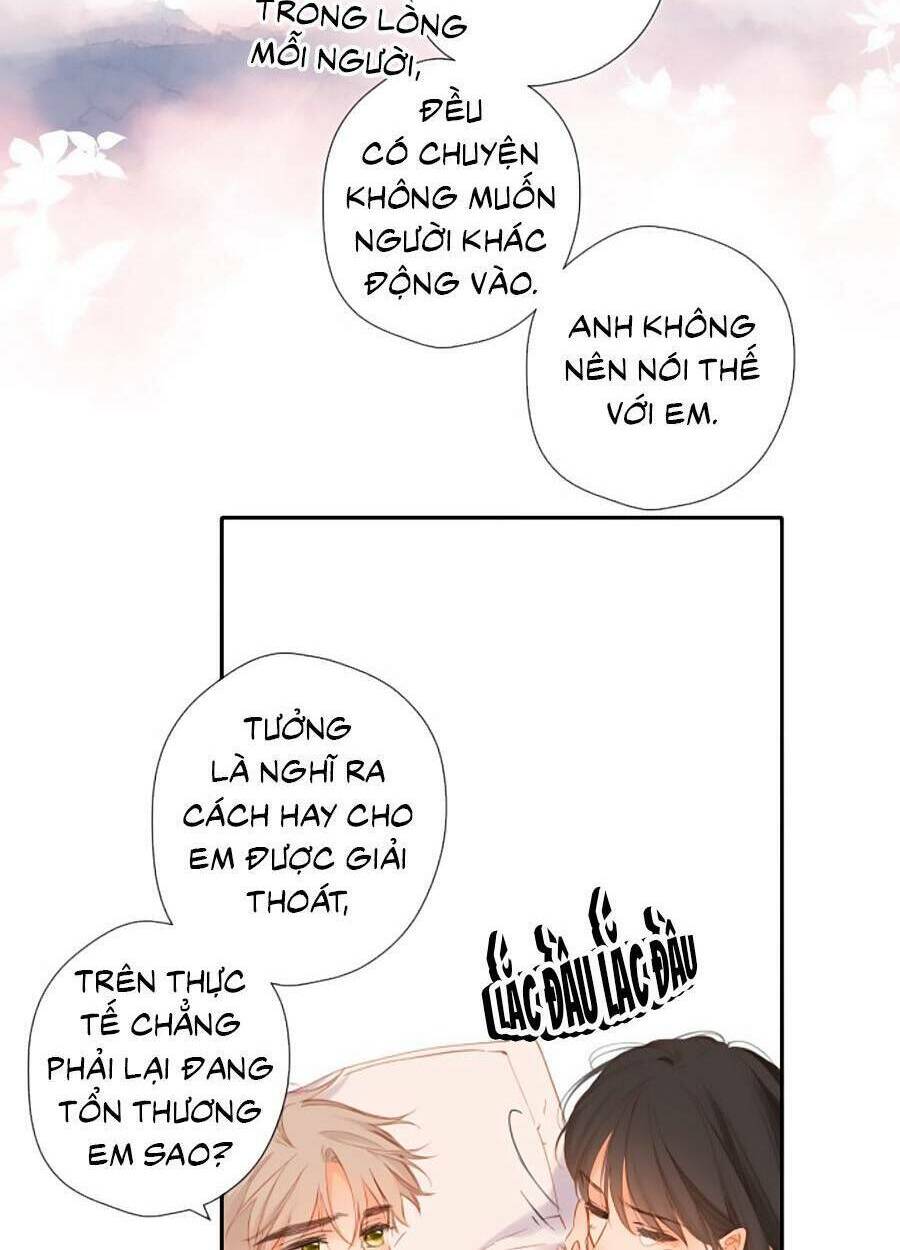 TRONG LÒNG
MỖI NGƯỜI,
ĐỀU
CÓ CHUYỆN
KHÔNG MUỐN
NGƯỜI KHÁC
ĐỘNG VÀO.
ANH KHÔNG
NÊN NÓI THẾ
VỚI EM.
TƯỞNG
LÀ NGHĨ RA
CÁCH HAY CHO
EM ĐƯỢC GIẢI
THOÁT,
TRÊN THỰC
TẾ CHẲNG
PHẢI LẠI ĐANG
TỔN THƯƠNG
EM SAO?
LẮC ĐẦU LẮC ĐẦU